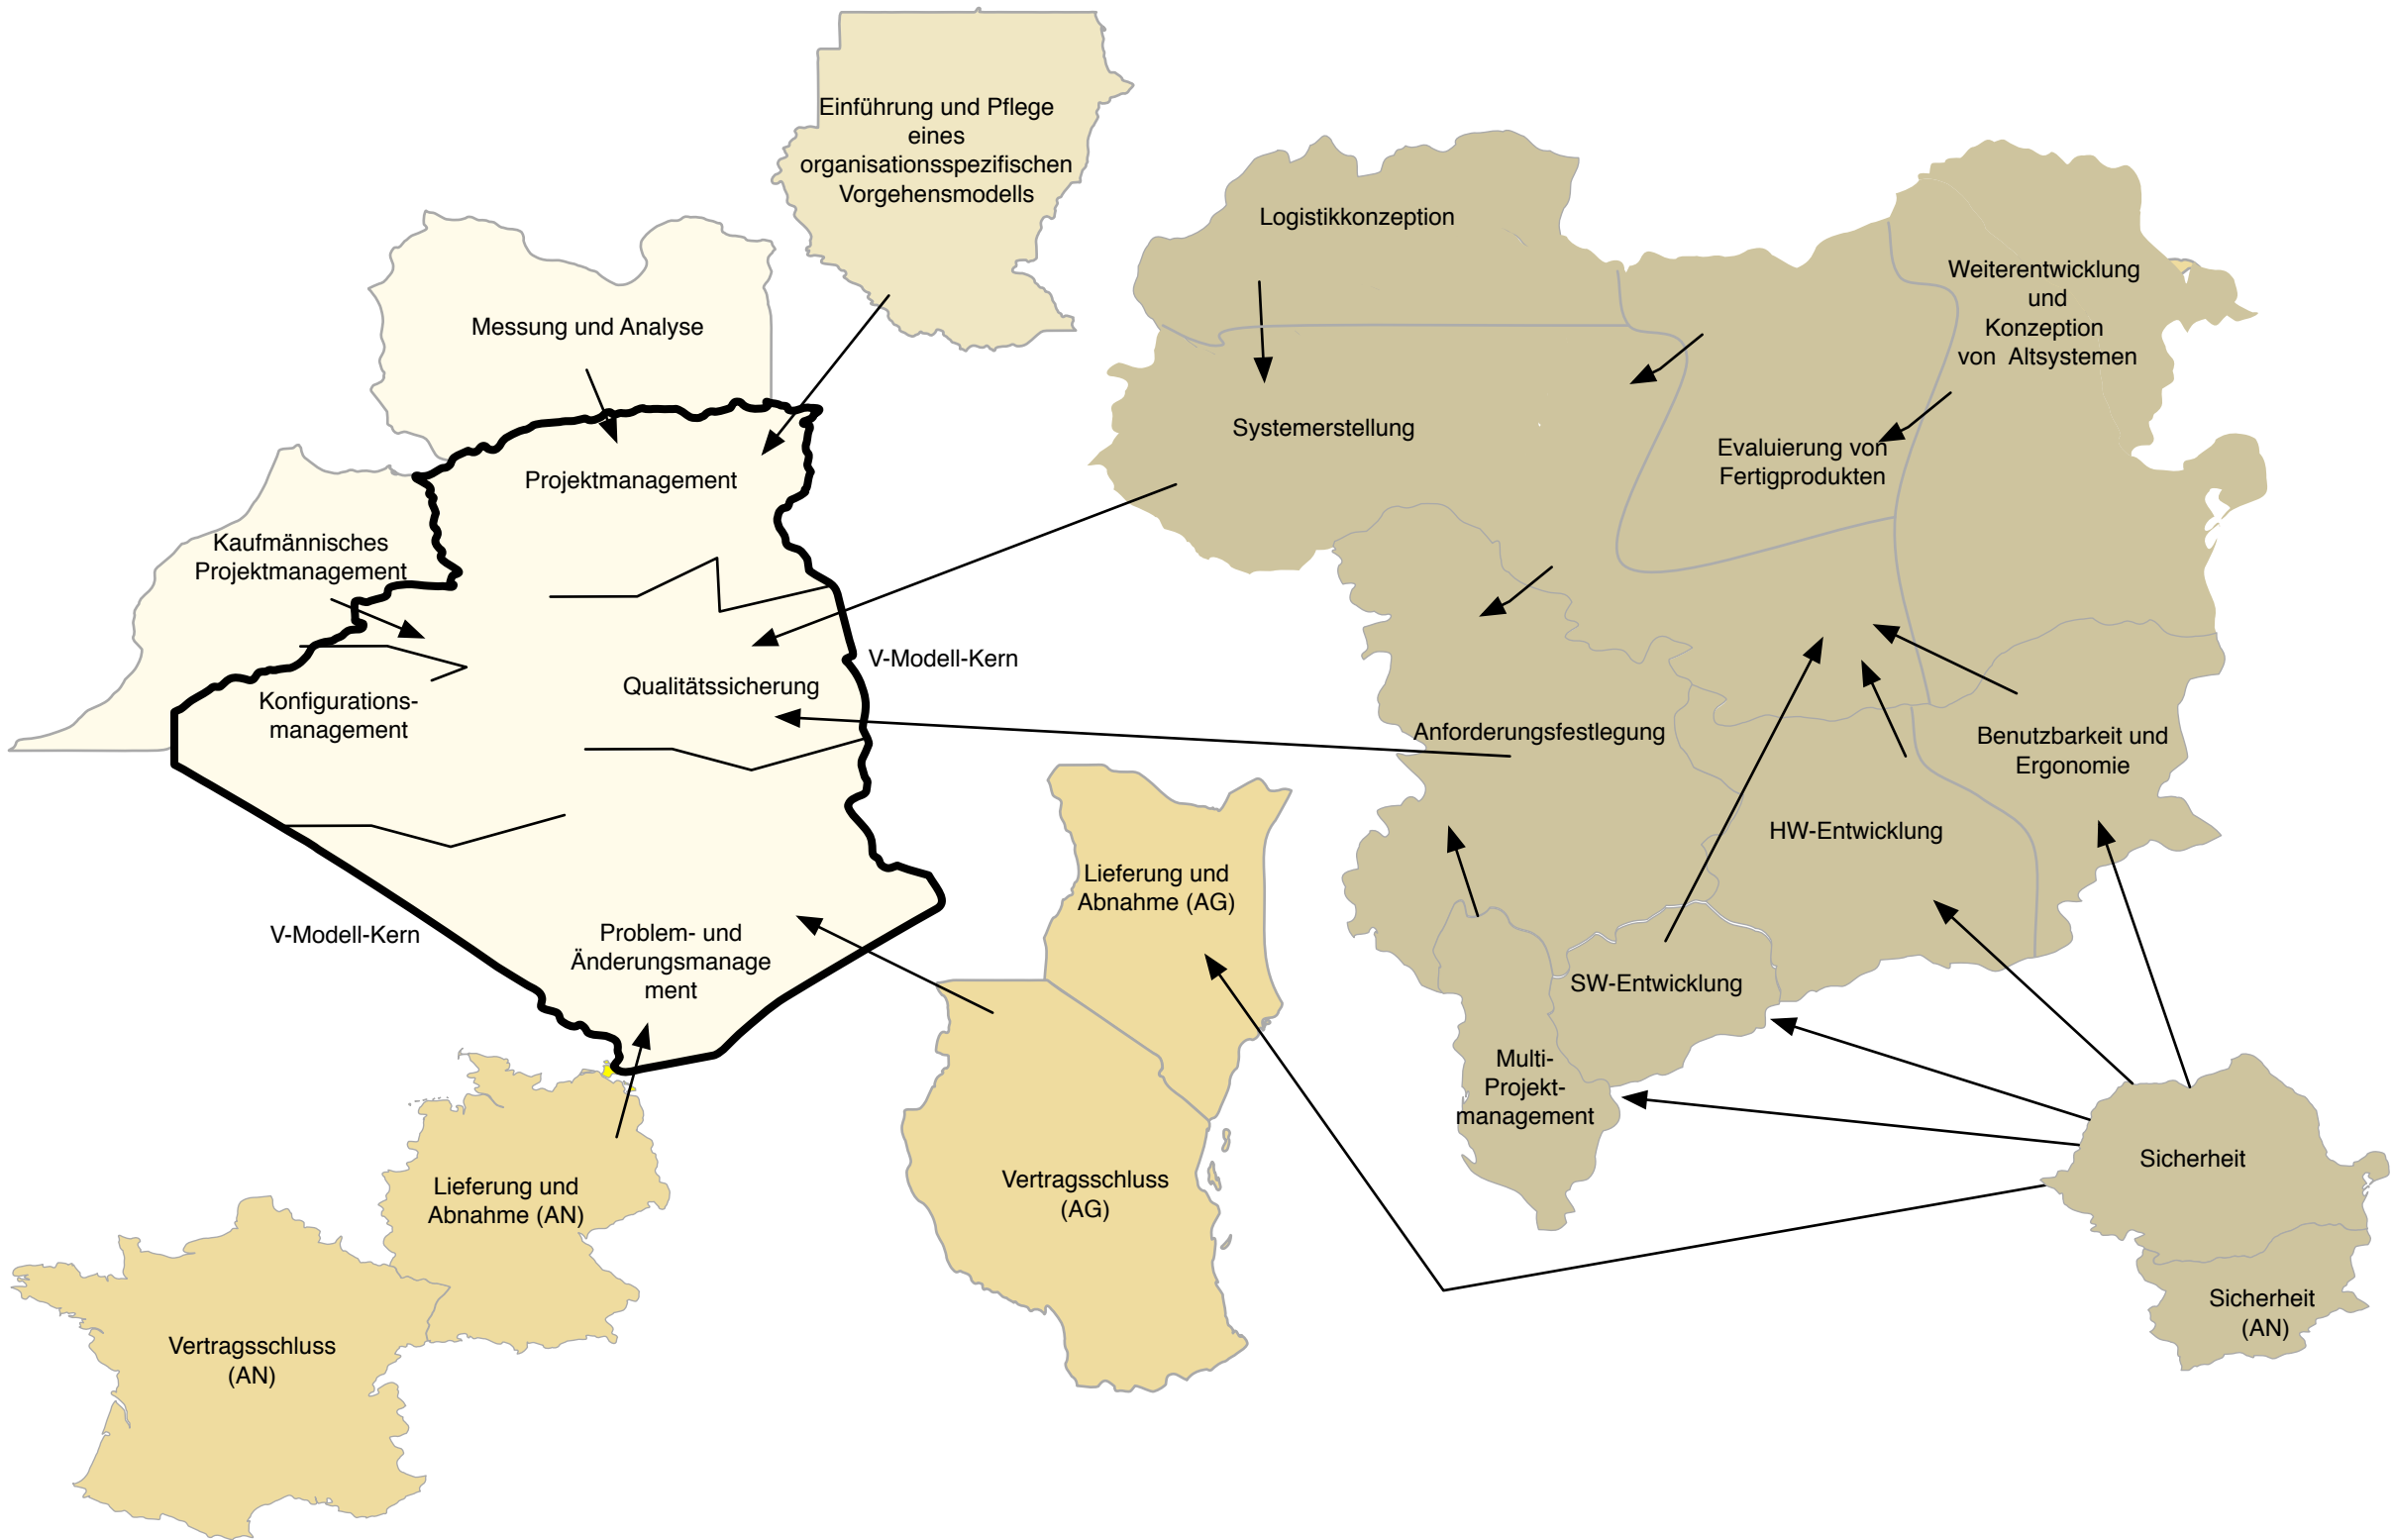 Einführung und Pflege
eines
organisationsspezifischen
Vorgehensmodells
Logistikkonzeption
Weiterentwicklung
und
Konzeption
von Altsystemen
Messung und Analyse
Systemerstellung
Evaluierung von
Fertigprodukten
Projektmanagement
Kaufmännisches
Projektmanagement
V-Modell-Kern
Qualitätssicherung
Konfigurations-
management
Anforderungsfestlegung
Benutzbarkeit und
Ergonomie
HW-Entwicklung
Lieferung und
Abnahme (AG)
V-Modell-Kern
Problem- und
Änderungsmanage
ment
SW-Entwicklung
Multi-
Projekt-
management
Sicherheit
Vertragsschluss
(AG)
Lieferung und
Abnahme (AN)
Sicherheit
(AN)
Vertragsschluss
(AN)